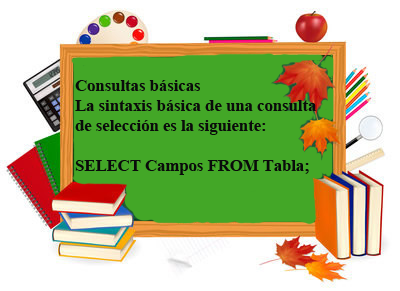 Consultas básicas
La sintaxis básica de una consulta
de selección es la siguiente:
SELECT Campos FROM Tabla;